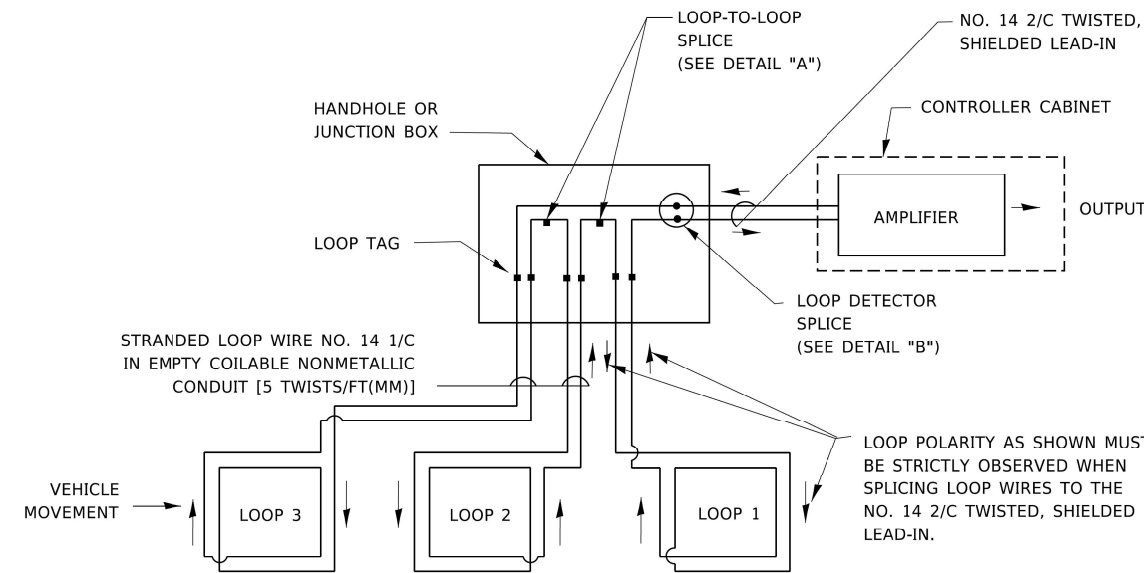 LOOP-TO-LOOP
SPLICE
(SEE DETAIL "A")
NO. 14 2/C TWISTED,
SHIELDED LEAD-IN
HANDHOLE OR
JUNCTION BOX
CONTROLLER CABINET
AMPLIFIER
OUTPUT
LOOP TAG
LOOP DETECTOR
SPLICE
(SEE DETAIL "B")
STRANDED LOOP WIRE NO. 14 1/C
IN EMPTY COILABLE NONMETALLIC
CONDUIT [5 TWISTS/FT(MM)]
LOOP POLARITY AS SHOWN MUST
BE STRICTLY OBSERVED WHEN
SPLICING LOOP WIRES TO THE
NO. 14 2/C TWISTED, SHIELDED
LEAD-IN.
VEHICLE
MOVEMENT
LOOP 3
LOOP 2
LOOP 1